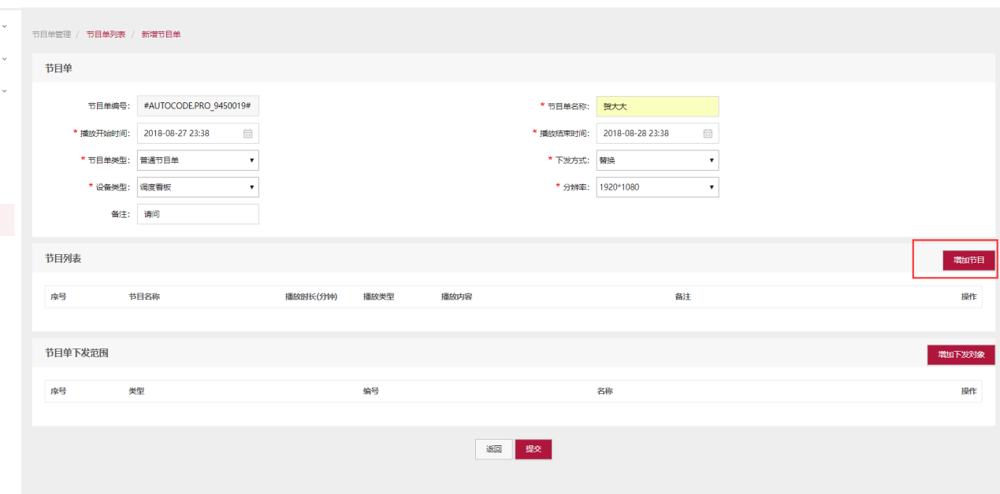 节目单管理 / 节目单列表 / 新增节目单
节目单
节目单编号: #AUTOCODE.PRO_9450019# * 节目单名称: 贺大大
* 播放开始时间: 2018-08-27 23:38 * 播放结束时间: 2018-08-28 23:38
* 节目单类型: 普通节目单 * 下发方式: 替换
* 设备类型: 调度看板 * 分辨率: 1920*1080
备注: 请问
节目列表 增加节目
序号 节目名称 播放时长(分钟) 播放类型 播放内容 备注 操作
节目单下发范围 增加下发对象
序号 类型 编号 名称 操作
返回 提交